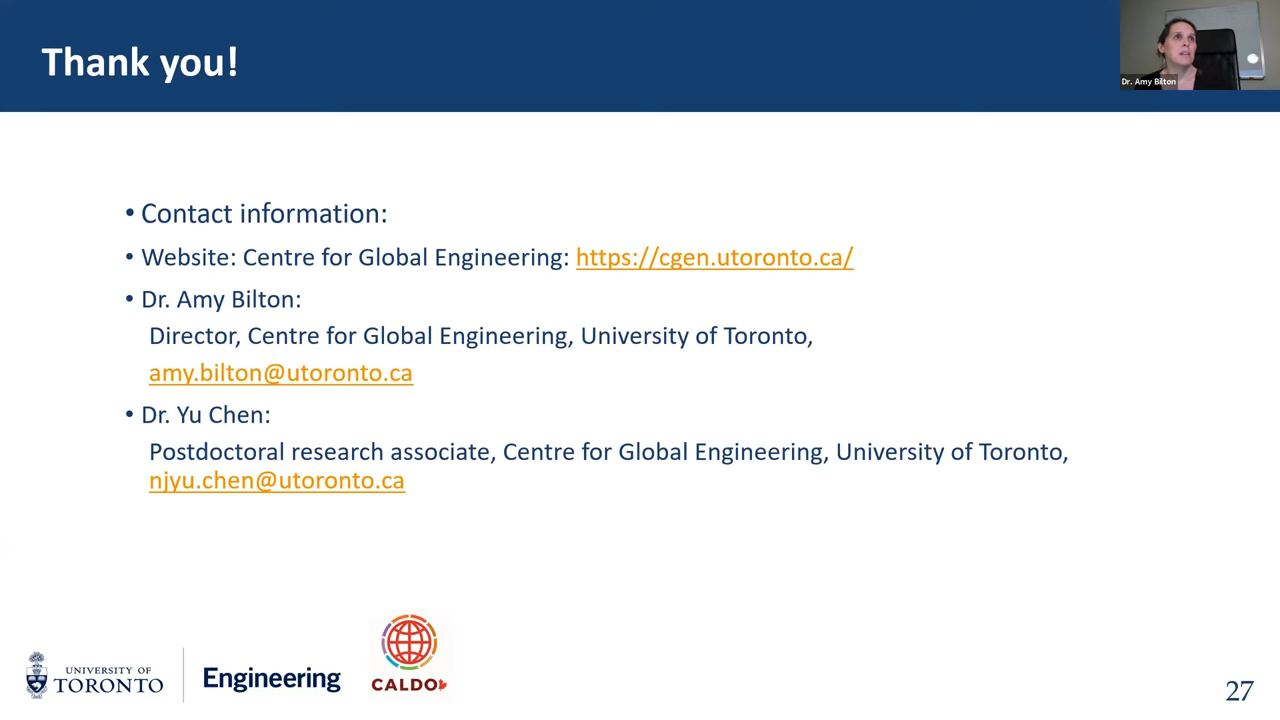 Thank you!
Dr. Amy Bilton
• Contact information:
• Website: Centre for Global Engineering: https://cgen.utoronto.ca/
• Dr. Amy Bilton:
Director, Centre for Global Engineering, University of Toronto,
amy.bilton@utoronto.ca
• Dr. Yu Chen:
Postdoctoral research associate, Centre for Global Engineering, University of Toronto,
njyu.chen@utoronto.ca
UNIVERSITY OF
TORONTO
Engineering
CALDO
27